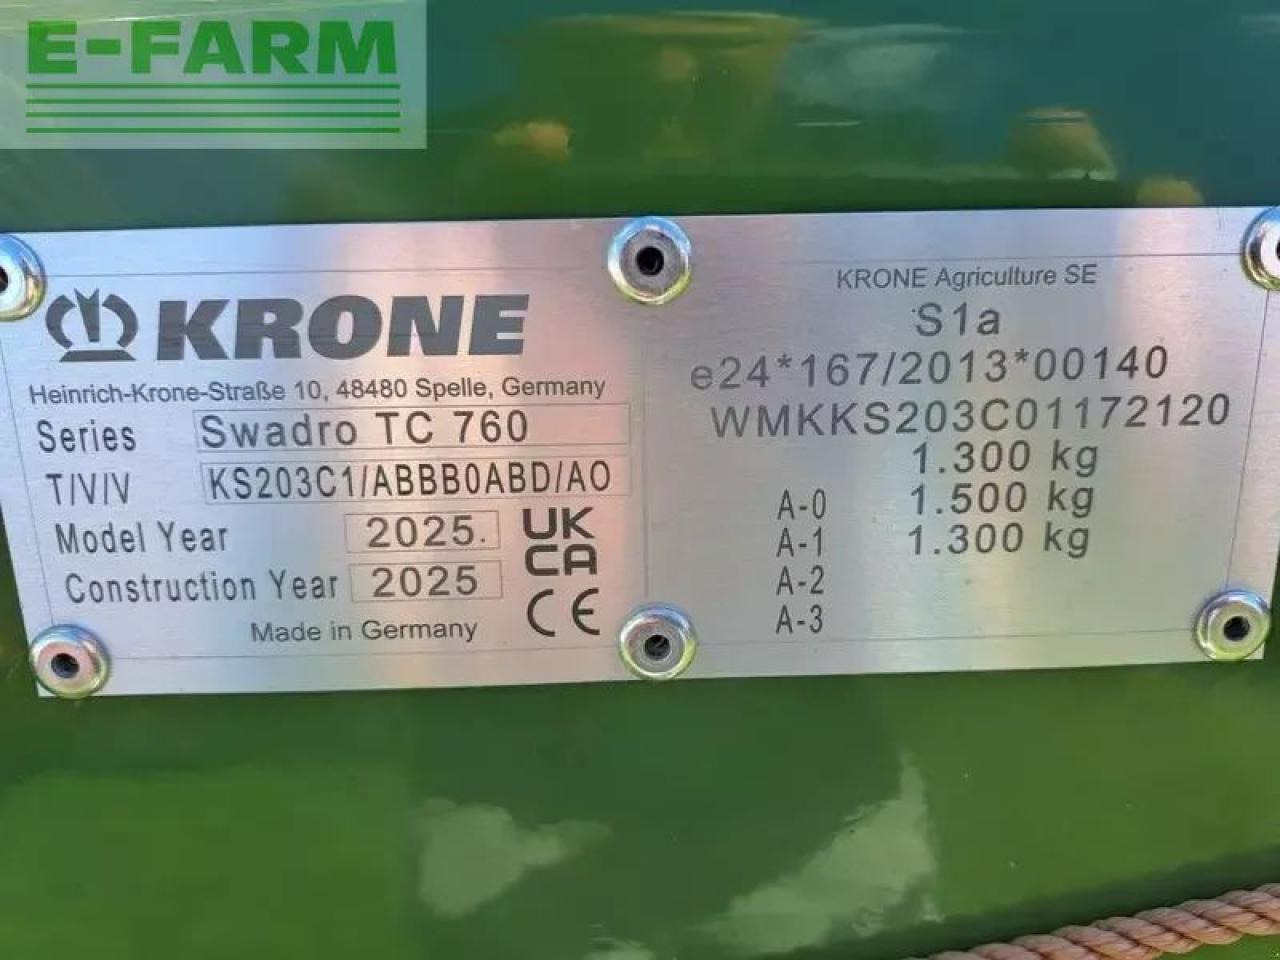 E-FARM
KRONE
Heinrich-Krone-Straße 10, 48480 Spelle, Germany
Series Swadro TC 760
T/V/V KS203C1/ABBB0ABD/AO
Model Year 2025.
Construction Year 2025
Made in Germany
UK
CA
CE
KRONE Agriculture SE
S1a
e24*167/2013*00140
WMKKS203C01172120
1.300 kg
A-0 1.500 kg
A-1 1.300 kg
A-2
A-3